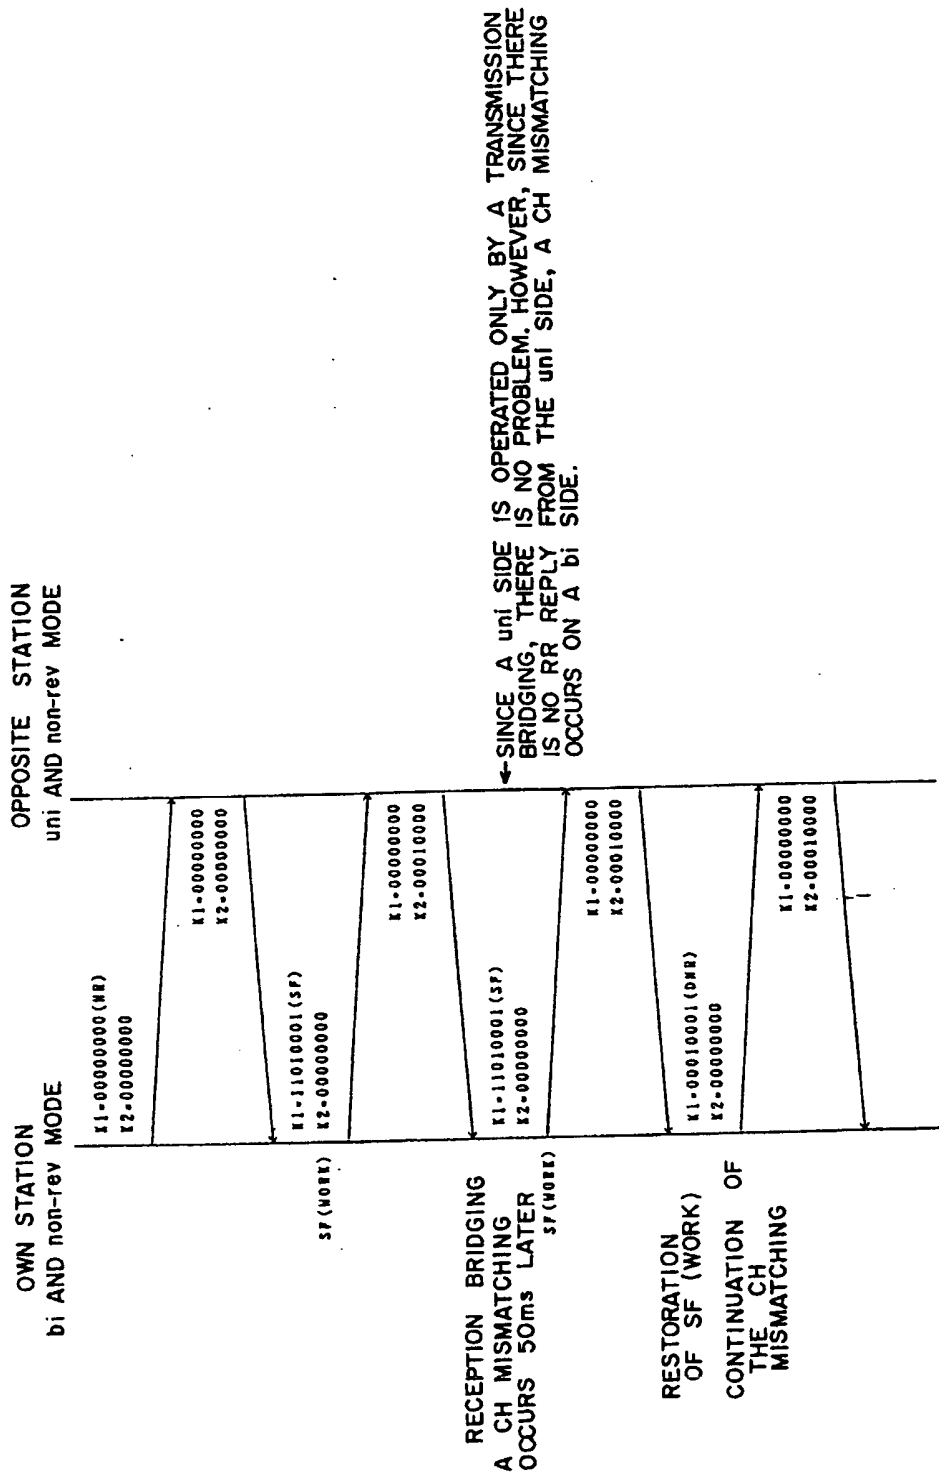 OWN STATION
bi AND non-rev MODE
OPPOSITE STATION
uni AND non-rev MODE
K1=00000000(NR)
K2=00000000
K1=00000000
K2=00000000
K1=11010001(SF)
K2=00000000
SF(WORK)
K1=00000000
K2=00010000
RECEPTION BRIDGING
A CH MISMATCHING
OCCURS 50ms LATER
K1=11010001(SF)
K2=00000000
SF(WORK)
SINCE A uni SIDE IS OPERATED ONLY BY A TRANSMISSION
BRIDGING, THERE IS NO PROBLEM. HOWEVER, SINCE THERE
IS NO RR REPLY FROM THE uni SIDE, A CH MISMATCHING
OCCURS ON A bi SIDE.
K1=00000000
K2=00010000
RESTORATION
OF SF (WORK)
K1=00010001(DNR)
K2=00000000
CONTINUATION OF
THE CH
MISMATCHING
K1=00000000
K2=00010000